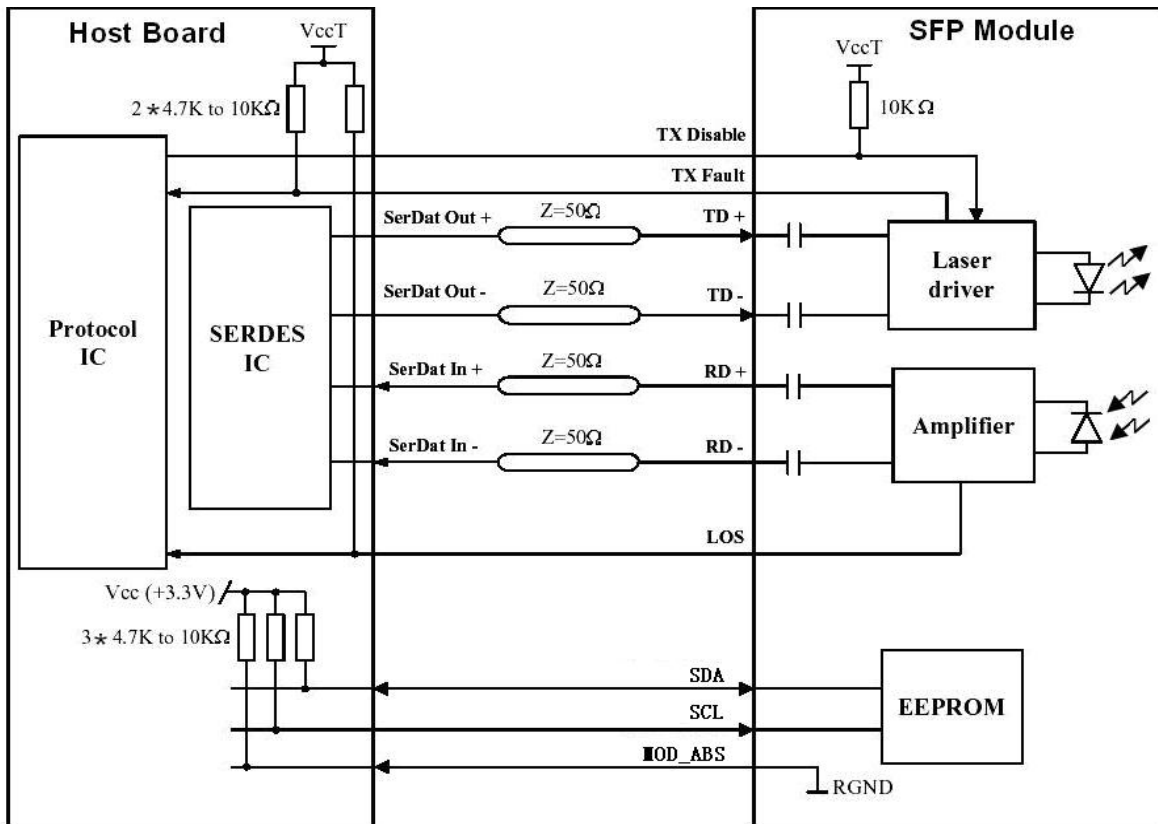 Host Board
SFP Module
VccT
VccT
2*4.7K to 10KΩ
10KΩ
TX Disable
TX Fault
SerDat Out +
Z=50Ω
TD +
SerDat Out -
Z=50Ω
TD -
Laser
driver
Protocol
IC
SERDES
IC
SerDat In +
Z=50Ω
RD +
SerDat In -
Z=50Ω
RD -
Amplifier
LOS
Vcc (+3.3V)
3*4.7K to 10KΩ
SDA
SCL
MOD_ABS
EEPROM
RGND